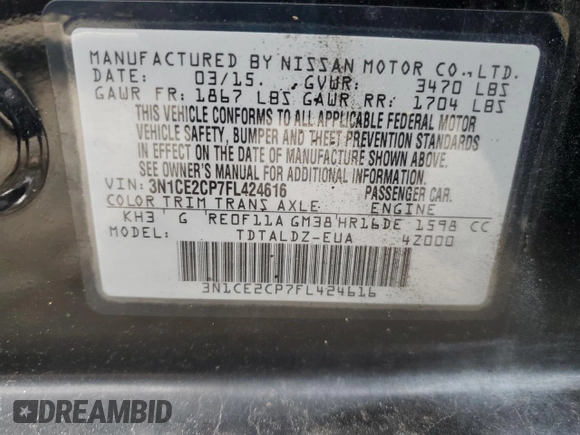 MANUFACTURED BY NISSAN MOTOR CO., LTD.
03/15. , GVWR: 3470 LBS
GAWR FR: 1867 LBS GAWR RR: 1704 LBS
THIS VEHICLE CONFORMS TO ALL APPLICABLE FEDERAL MOTOR
VEHICLE SAFETY, BUMPER AND THEFT PREVENTION STANDARDS
IN EFFECT ON THE DATE OF MANUFACTURE SHOWN ABOVE.
SEE OWNER'S MANUAL FOR ADDITIONAL INFORMATION.
VIN: 3N1CE2CP7FL424616 PASSENGER CAR.
COLOR TRIM TRANS AXLE ENGINE
KH3 G RE0F11A GM38 HR16DE 1598 CC
MODEL: TDTALDZ-EUA 4Z000
3N1CE2CP7FL424616
DREAMBID